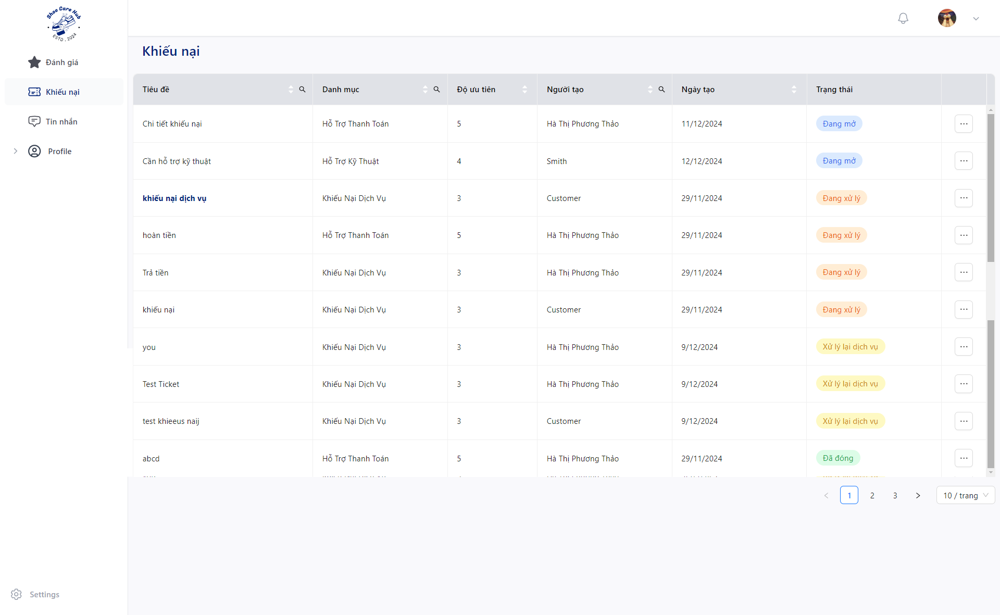 Shoe Care Hub
ESTD . 2024
Đánh giá
Khiếu nại
Tin nhắn
Profile
Settings
Khiếu nại
Tiêu đề Danh mục Độ ưu tiên Người tạo Ngày tạo Trạng thái
Chi tiết khiếu nại Hỗ Trợ Thanh Toán 5 Hà Thị Phương Thảo 11/12/2024 Đang mở
Cần hỗ trợ kỹ thuật Hỗ Trợ Kỹ Thuật 4 Smith 12/12/2024 Đang mở
khiếu nại dịch vụ Khiếu Nại Dịch Vụ 3 Customer 29/11/2024 Đang xử lý
hoàn tiền Hỗ Trợ Thanh Toán 5 Hà Thị Phương Thảo 29/11/2024 Đang xử lý
Trả tiền Khiếu Nại Dịch Vụ 3 Hà Thị Phương Thảo 29/11/2024 Đang xử lý
khiếu nại Khiếu Nại Dịch Vụ 3 Customer 29/11/2024 Đang xử lý
you Khiếu Nại Dịch Vụ 3 Hà Thị Phương Thảo 9/12/2024 Xử lý lại dịch vụ
Test Ticket Khiếu Nại Dịch Vụ 3 Hà Thị Phương Thảo 9/12/2024 Xử lý lại dịch vụ
test khieeus naij Khiếu Nại Dịch Vụ 3 Customer 9/12/2024 Xử lý lại dịch vụ
abcd Hỗ Trợ Thanh Toán 5 Hà Thị Phương Thảo 29/11/2024 Đã đóng
1 2 3 10 / trang